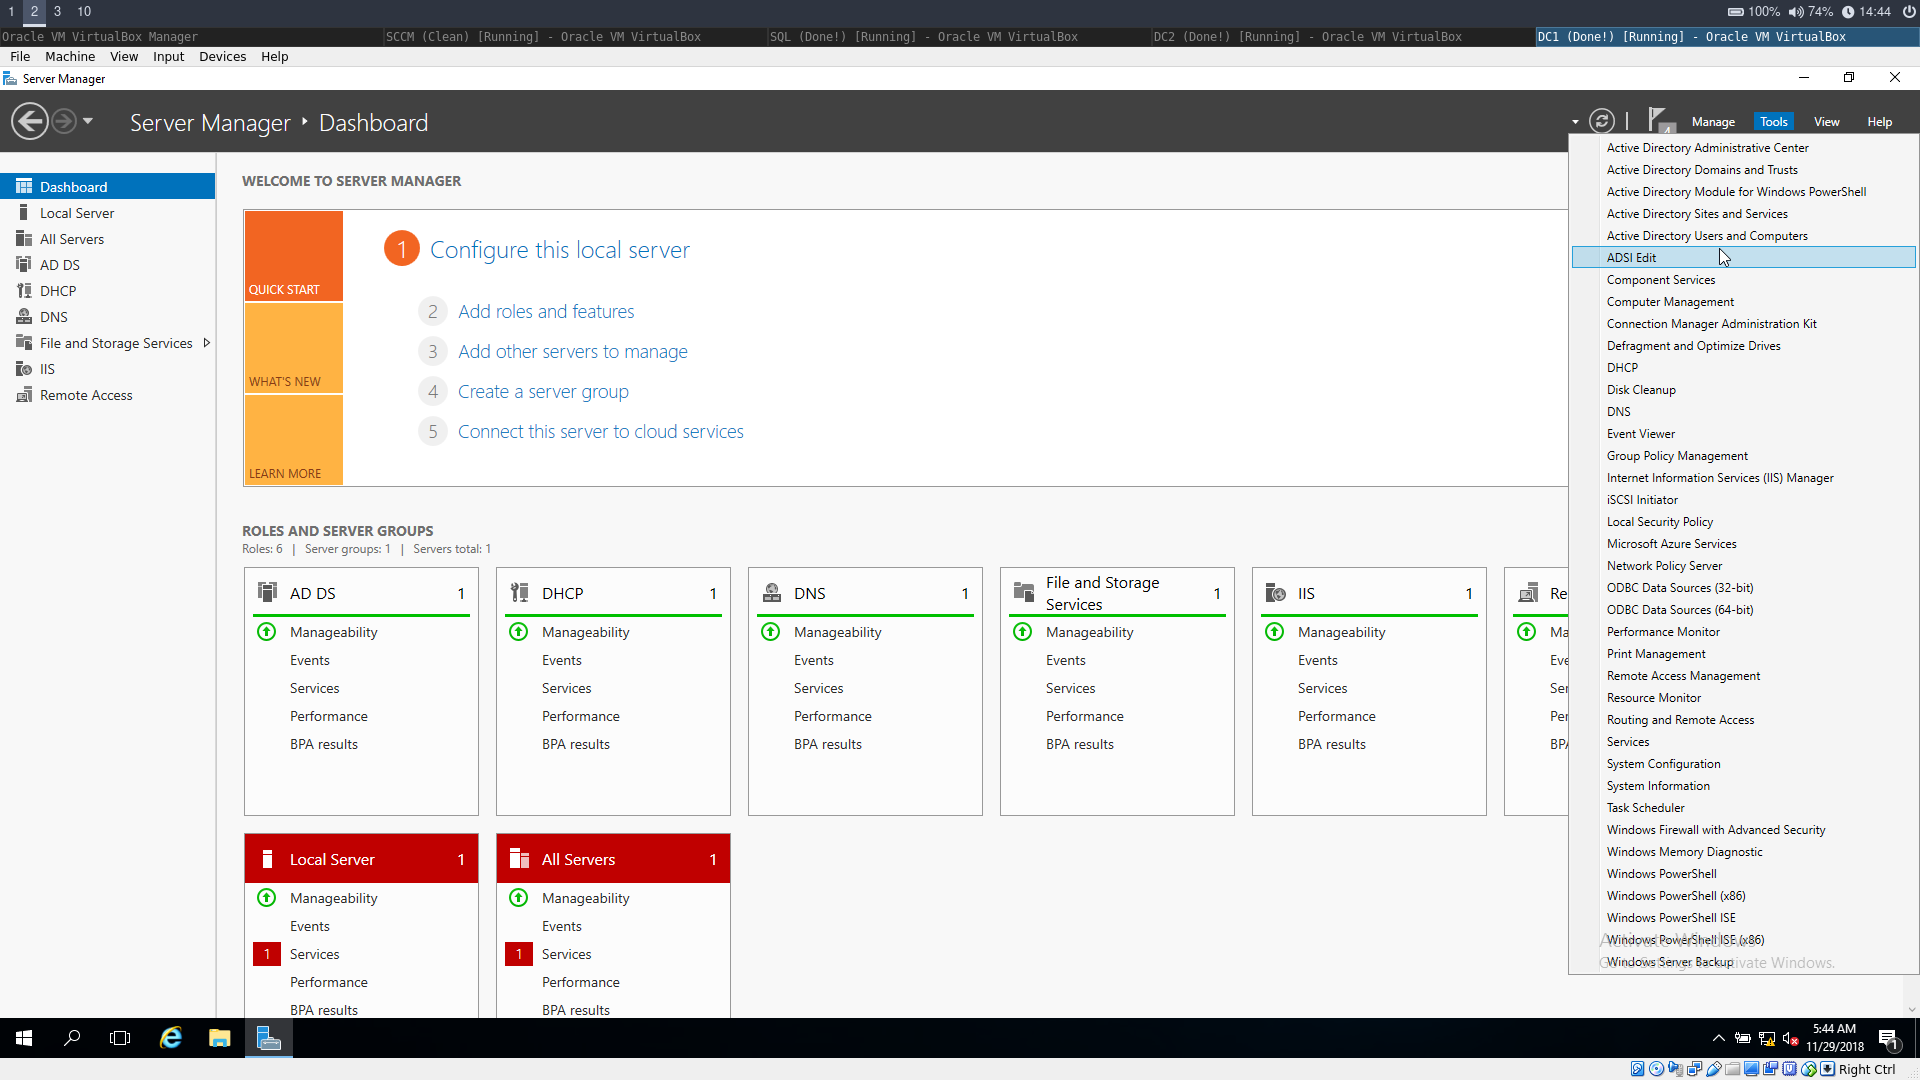 1 2 3 10
100% 74% 14:44
Oracle VM VirtualBox Manager
SCCM (Clean) [Running] - Oracle VM VirtualBox
SQL (Done!) [Running] - Oracle VM VirtualBox
DC2 (Done!) [Running] - Oracle VM VirtualBox
DC1 (Done!) [Running] - Oracle VM VirtualBox
File Machine View Input Devices Help
Server Manager
Server Manager Dashboard
4
Manage Tools View Help
Dashboard
Local Server
All Servers
AD DS
DHCP
DNS
File and Storage Services
IIS
Remote Access
WELCOME TO SERVER MANAGER
QUICK START
WHAT'S NEW
LEARN MORE
1 Configure this local server
2 Add roles and features
3 Add other servers to manage
4 Create a server group
5 Connect this server to cloud services
ROLES AND SERVER GROUPS
Roles: 6 | Server groups: 1 | Servers total: 1
AD DS 1
Manageability
Events
Services
Performance
BPA results
DHCP 1
Manageability
Events
Services
Performance
BPA results
DNS 1
Manageability
Events
Services
Performance
BPA results
File and Storage
Services 1
Manageability
Events
Services
Performance
BPA results
IIS 1
Manageability
Events
Services
Performance
BPA results
Re
Ma
Eve
Ser
Per
BPA
Local Server 1
Manageability
Events
1 Services
Performance
BPA results
All Servers 1
Manageability
Events
1 Services
Performance
BPA results
Active Directory Administrative Center
Active Directory Domains and Trusts
Active Directory Module for Windows PowerShell
Active Directory Sites and Services
Active Directory Users and Computers
ADSI Edit
Component Services
Computer Management
Connection Manager Administration Kit
Defragment and Optimize Drives
DHCP
Disk Cleanup
DNS
Event Viewer
Group Policy Management
Internet Information Services (IIS) Manager
iSCSI Initiator
Local Security Policy
Microsoft Azure Services
Network Policy Server
ODBC Data Sources (32-bit)
ODBC Data Sources (64-bit)
Performance Monitor
Print Management
Remote Access Management
Resource Monitor
Routing and Remote Access
Services
System Configuration
System Information
Task Scheduler
Windows Firewall with Advanced Security
Windows Memory Diagnostic
Windows PowerShell
Windows PowerShell (x86)
Windows PowerShell ISE
Windows PowerShell ISE (x86)
Windows Server Backup
Activate Windows
Go to Settings to activate Windows.
5:44 AM
11/29/2018
1
Right Ctrl